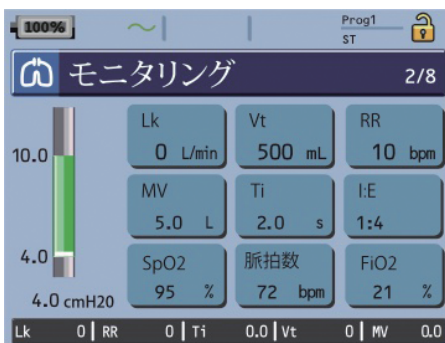 100%
Prog1
ST
モニタリング 2/8
10.0
4.0
4.0 cmH20
Lk
0 L/min
Vt
500 mL
RR
10 bpm
MV
5.0 L
Ti
2.0 s
I:E
1:4
SpO2
95 %
脈拍数
72 bpm
FiO2
21 %
Lk 0 RR 0 Ti 0.0 Vt 0 MV 0.0